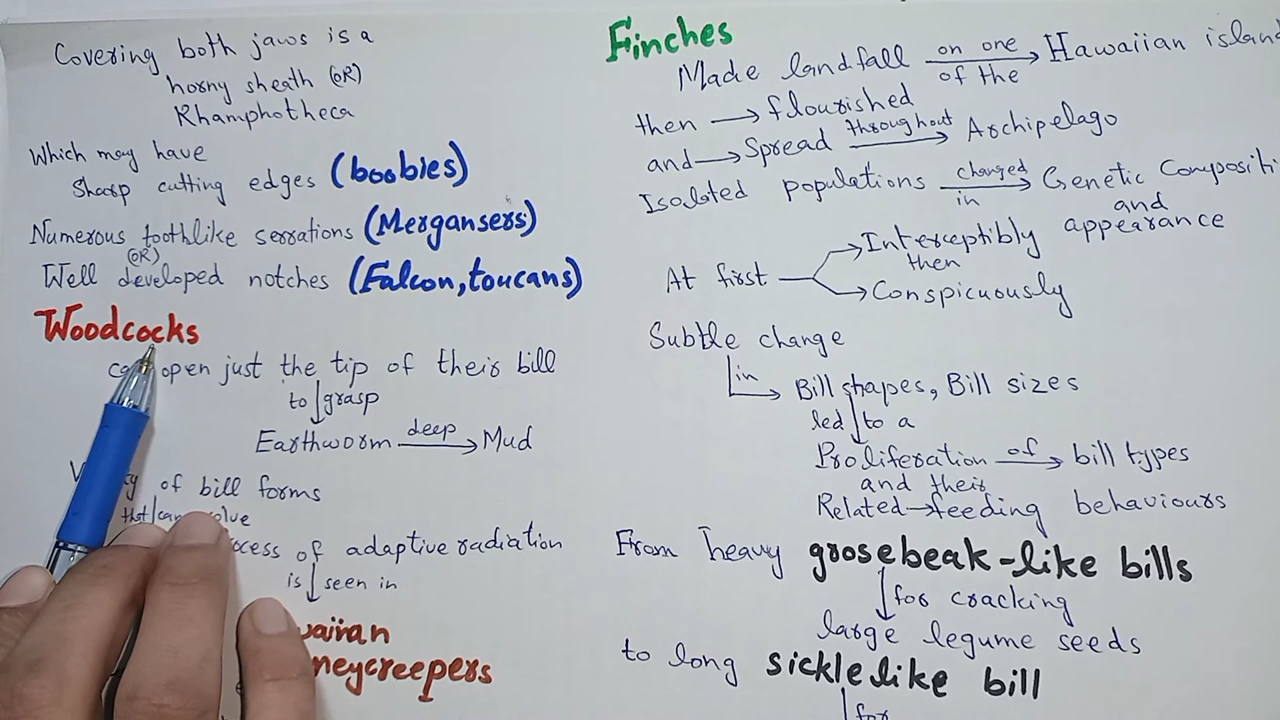 Covering both jaws is a
horny sheath (OR)
Rhamphotheca
Which may have
Sharp cutting edges (boobies)
Numerous toothlike serrations (Mergansers)
(OR)
Well developed notches (Falcon, toucans)
Woodcocks
open just the tip of their bill
to grasp
Earthworm deep → Mud
of bill forms
that
of adaptive radiation
is seen in
Finches
Made landfall on one of the → Hawaiian island
then → flourished
and → Spread throughout → Archipelago
Isolated populations changed in → Genetic Compositi
and
appearance
At first → Interceptibly
then
→ Conspicuously
Subtle change
in → Bill shapes, Bill sizes
led to a
Proliferation of → bill types
and their
Related → feeding behaviours
From heavy grosebeak-like bills
for cracking
large legume seeds
to long sicklelike bill
for